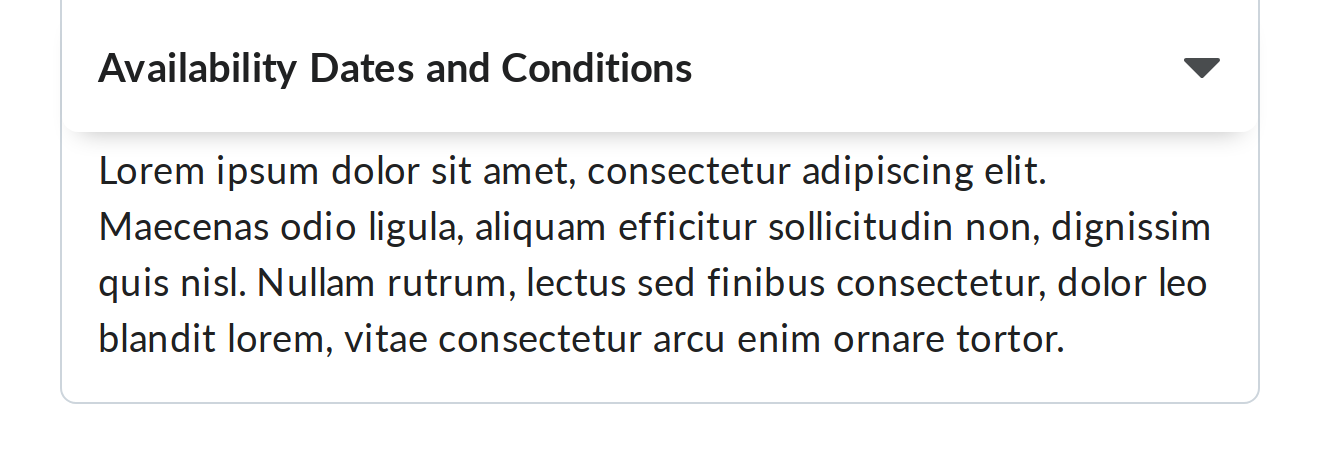 Availability Dates and Conditions
Lorem ipsum dolor sit amet, consectetur adipiscing elit.
Maecenas odio ligula, aliquam efficitur sollicitudin non, dignissim
quis nisl. Nullam rutrum, lectus sed finibus consectetur, dolor leo
blandit lorem, vitae consectetur arcu enim ornare tortor.